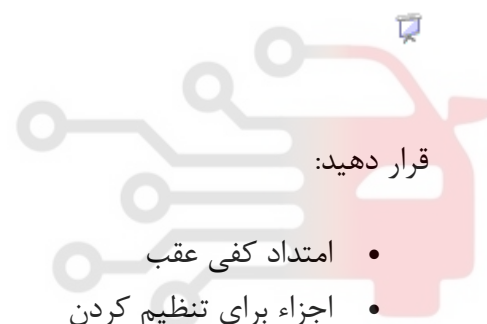 قرار دهید:
• امتداد کفی عقب
• اجزاء برای تنظیم کردن